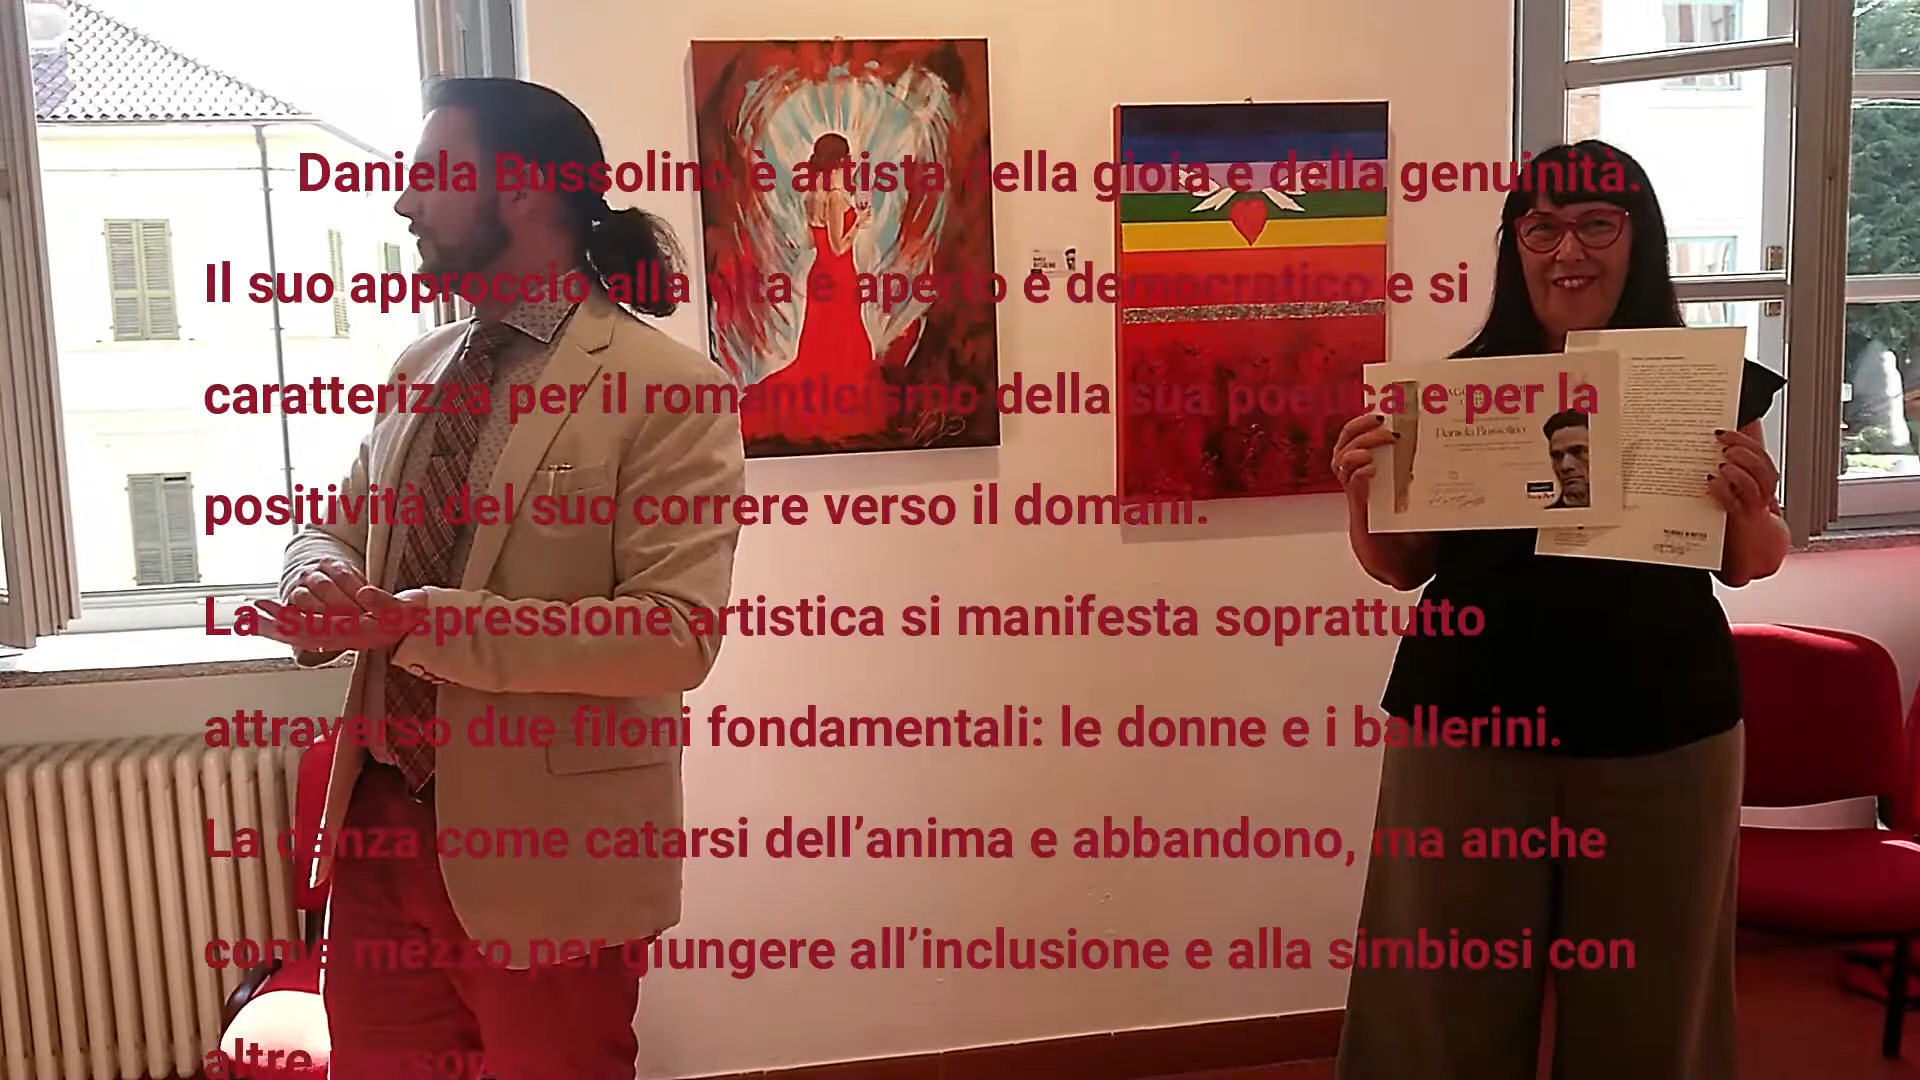 Daniela Bussolino è artista della gioia e della genuinità.
Il suo approccio alla vita è aperto e democratico e si
caratterizza per il romanticismo della sua poetica e per la
positività del suo correre verso il domani.
La sua espressione artistica si manifesta soprattutto
attraverso due filoni fondamentali: le donne e i ballerini.
La danza come catarsi dell’anima e abbandono, ma anche
come mezzo per giungere all’inclusione e alla simbiosi con
altre
Daniela Bussolino